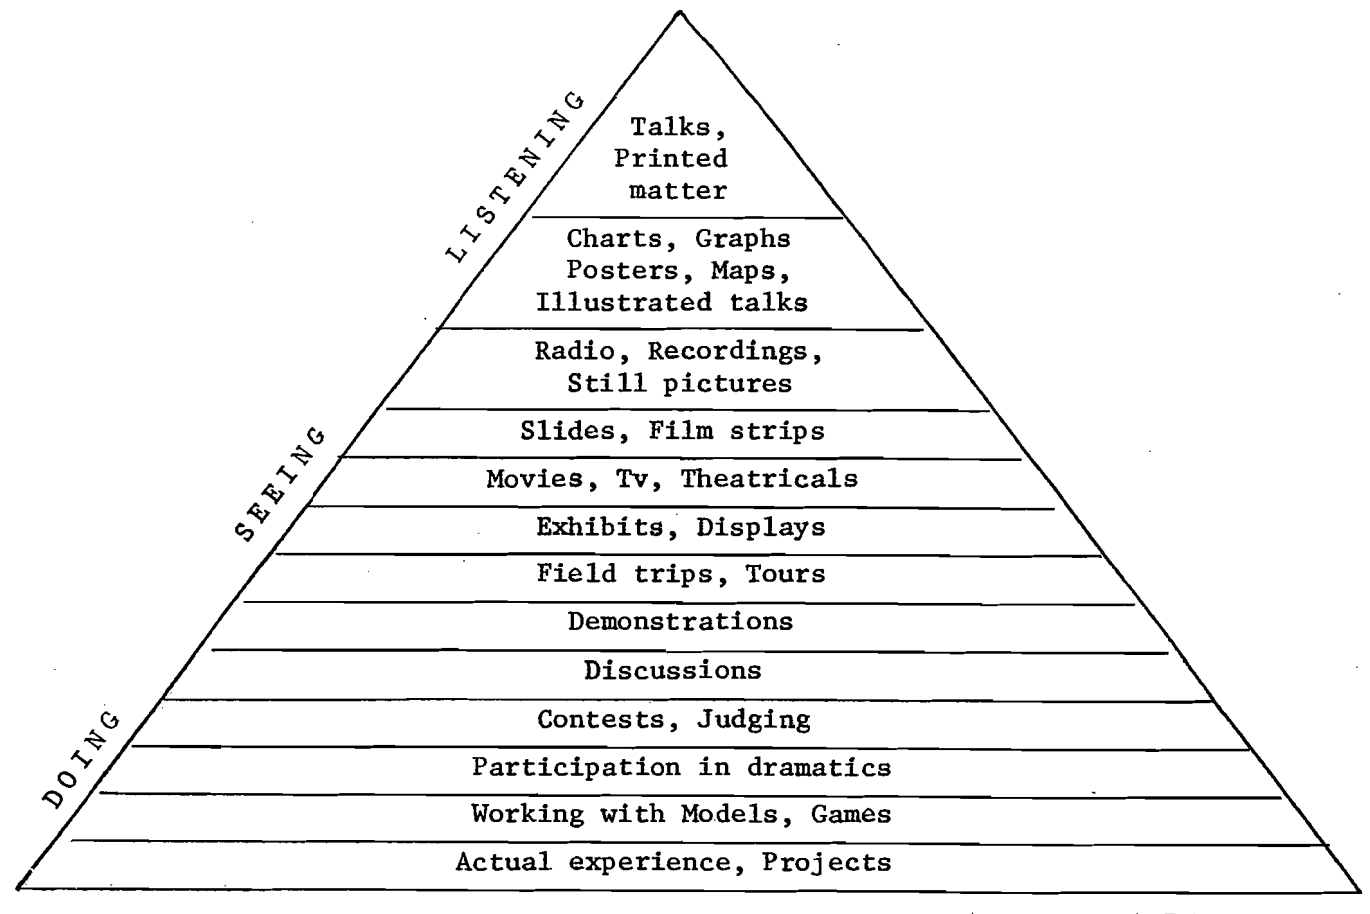 LISTENING
Talks,
Printed
matter
Charts, Graphs
Posters, Maps,
Illustrated talks
Radio, Recordings,
Still pictures
SEEING
Slides, Film strips
Movies, Tv, Theatricals
Exhibits, Displays
Field trips, Tours
Demonstrations
Discussions
DOING
Contests, Judging
Participation in dramatics
Working with Models, Games
Actual experience, Projects